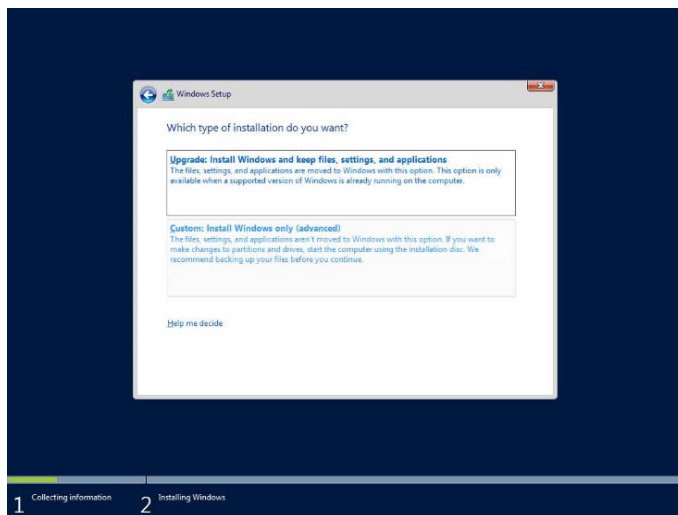 Windows Setup
Which type of installation do you want?
Upgrade: Install Windows and keep files, settings, and applications
The files, settings, and applications are moved to Windows with this option. This option is only
available when a supported version of Windows is already running on the computer.
Custom: Install Windows only (advanced)
The files, settings, and applications aren't moved to Windows with this option. If you want to
make changes to partitions and drives, start the computer using the installation disc. We
recommend backing up your files before you continue.
Help me decide
1 Collecting information 2 Installing Windows